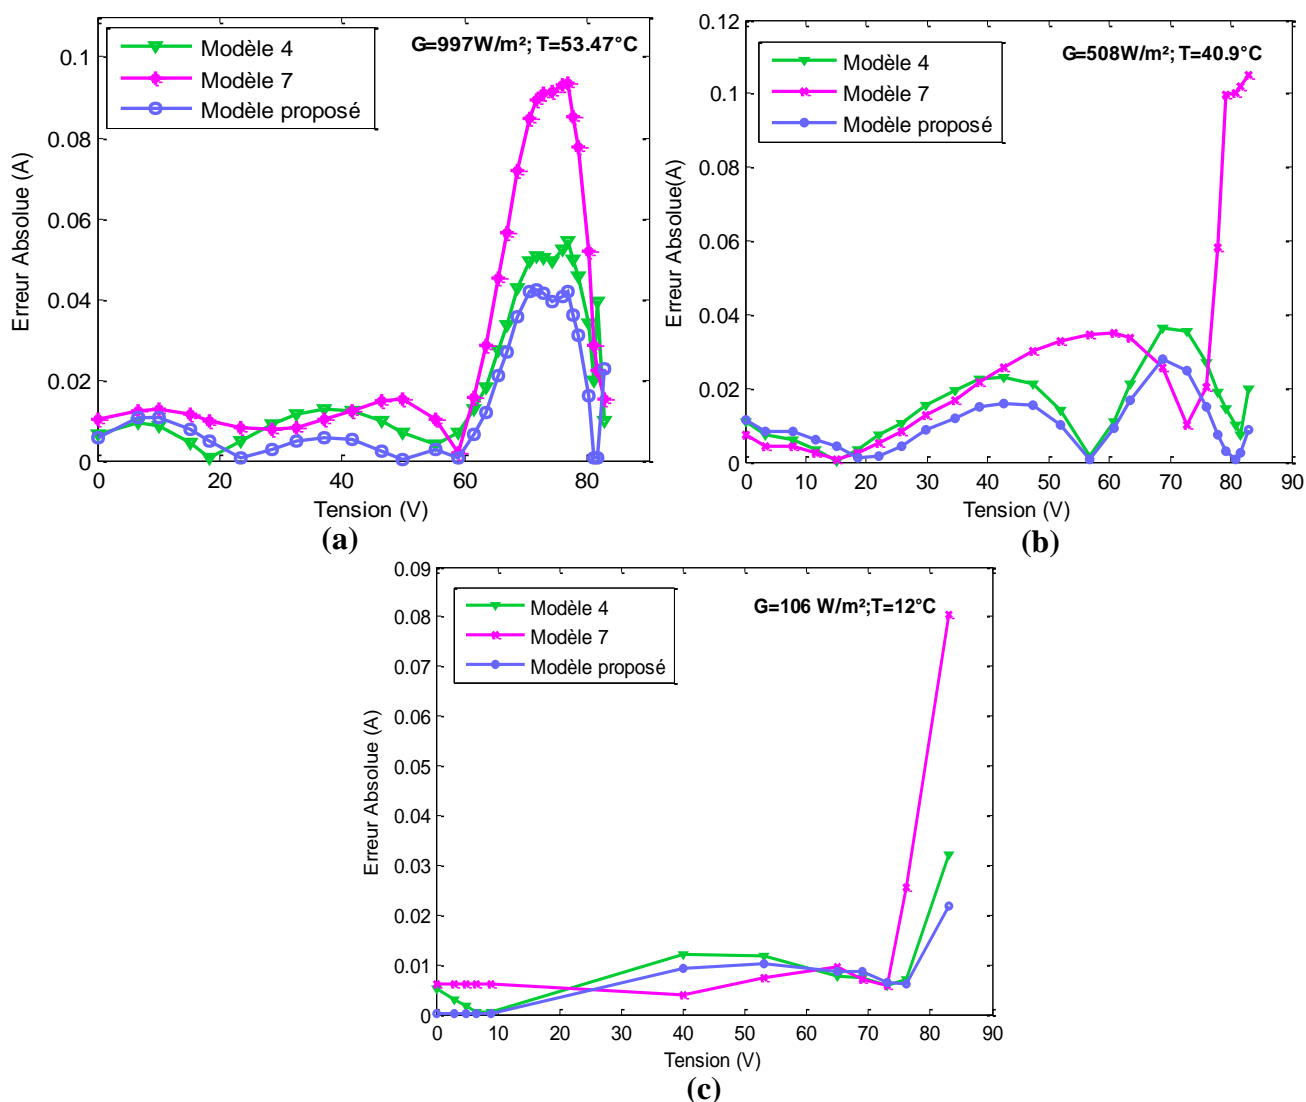 G=997W/m²; T=53.47°C
Modèle 4
Modèle 7
Modèle proposé
Erreur Absolue (A)
0.1
0.08
0.06
0.04
0.02
0
0 20 40 60 80
Tension (V)
(a)
G=508W/m²; T=40.9°C
Modèle 4
Modèle 7
Modèle proposé
Erreur Absolue(A)
0.12
0.1
0.08
0.06
0.04
0.02
0
0 10 20 30 40 50 60 70 80 90
Tension (V)
(b)
G=106 W/m²;T=12°C
Modèle 4
Modèle 7
Modèle proposé
Erreur Absolue (A)
0.09
0.08
0.07
0.06
0.05
0.04
0.03
0.02
0.01
0
0 10 20 30 40 50 60 70 80 90
Tension (V)
(c)